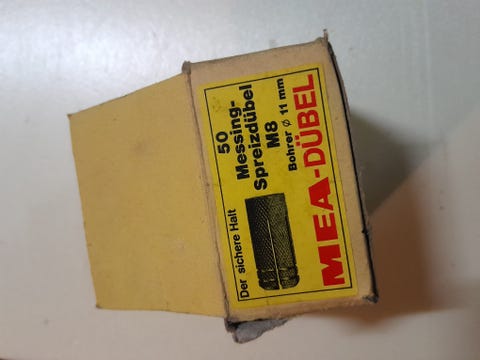 Der sichere Halt
50
Messing-
Spreizdübel
M8
Bohrer ⌀ 11 mm
MEA-DÜBEL